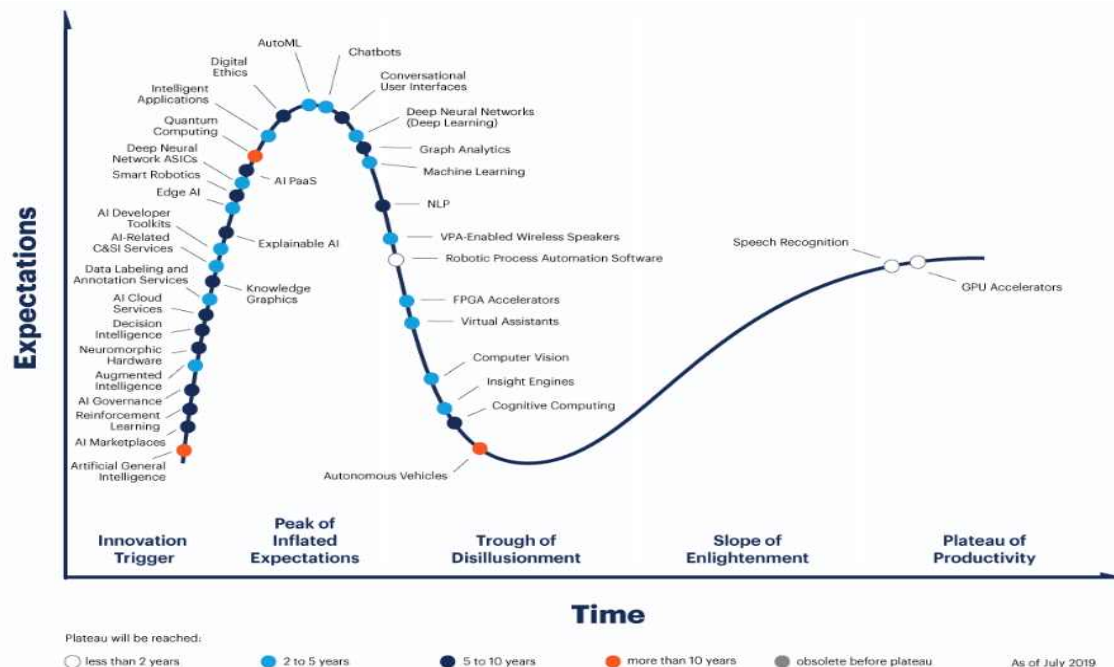 Expectations
AutoML
Chatbots
Digital
Ethics
Conversational
User Interfaces
Intelligent
Applications
Deep Neural Networks
(Deep Learning)
Quantum
Computing
Graph Analytics
Deep Neural
Network ASICs
Machine Learning
Smart Robotics
AI PaaS
Edge AI
NLP
AI Developer
Toolkits
Explainable AI
VPA-Enabled Wireless Speakers
Speech Recognition
AI-Related
C&SI Services
Robotic Process Automation Software
Data Labeling and
Annotation Services
Knowledge
Graphics
GPU Accelerators
AI Cloud
Services
FPGA Accelerators
Decision
Intelligence
Virtual Assistants
Neuromorphic
Hardware
Computer Vision
Augmented
Intelligence
Insight Engines
AI Governance
Cognitive Computing
Reinforcement
Learning
AI Marketplaces
Artificial General
Intelligence
Autonomous Vehicles
Innovation
Trigger
Peak of
Inflated
Expectations
Trough of
Disillusionment
Slope of
Enlightenment
Plateau of
Productivity
Time
Plateau will be reached:
less than 2 years
2 to 5 years
5 to 10 years
more than 10 years
obsolete before plateau
As of July 2019